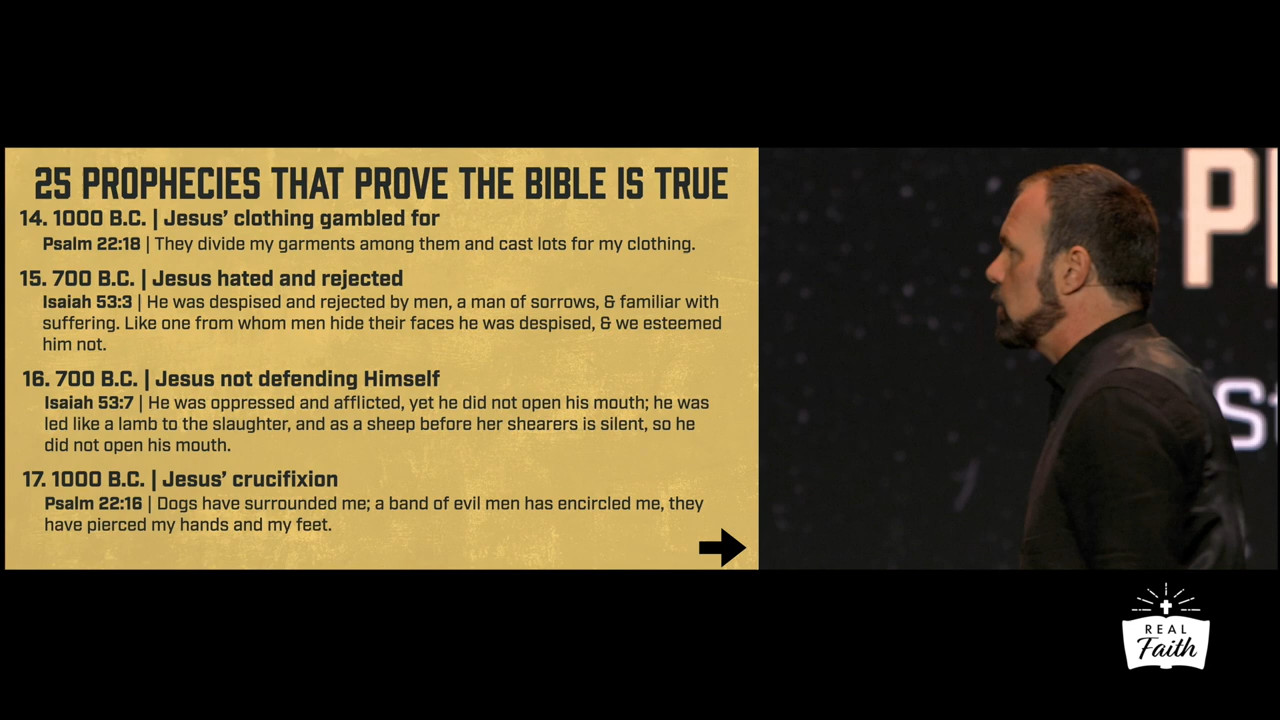 25 PROPHECIES THAT PROVE THE BIBLE IS TRUE
14. 1000 B.C. | Jesus’ clothing gambled for
Psalm 22:18 | They divide my garments among them and cast lots for my clothing.
15. 700 B.C. | Jesus hated and rejected
Isaiah 53:3 | He was despised and rejected by men, a man of sorrows, & familiar with
suffering. Like one from whom men hide their faces he was despised, & we esteemed
him not.
16. 700 B.C. | Jesus not defending Himself
Isaiah 53:7 | He was oppressed and afflicted, yet he did not open his mouth; he was
led like a lamb to the slaughter, and as a sheep before her shearers is silent, so he
did not open his mouth.
17. 1000 B.C. | Jesus’ crucifixion
Psalm 22:16 | Dogs have surrounded me; a band of evil men has encircled me, they
have pierced my hands and my feet.
REAL
Faith